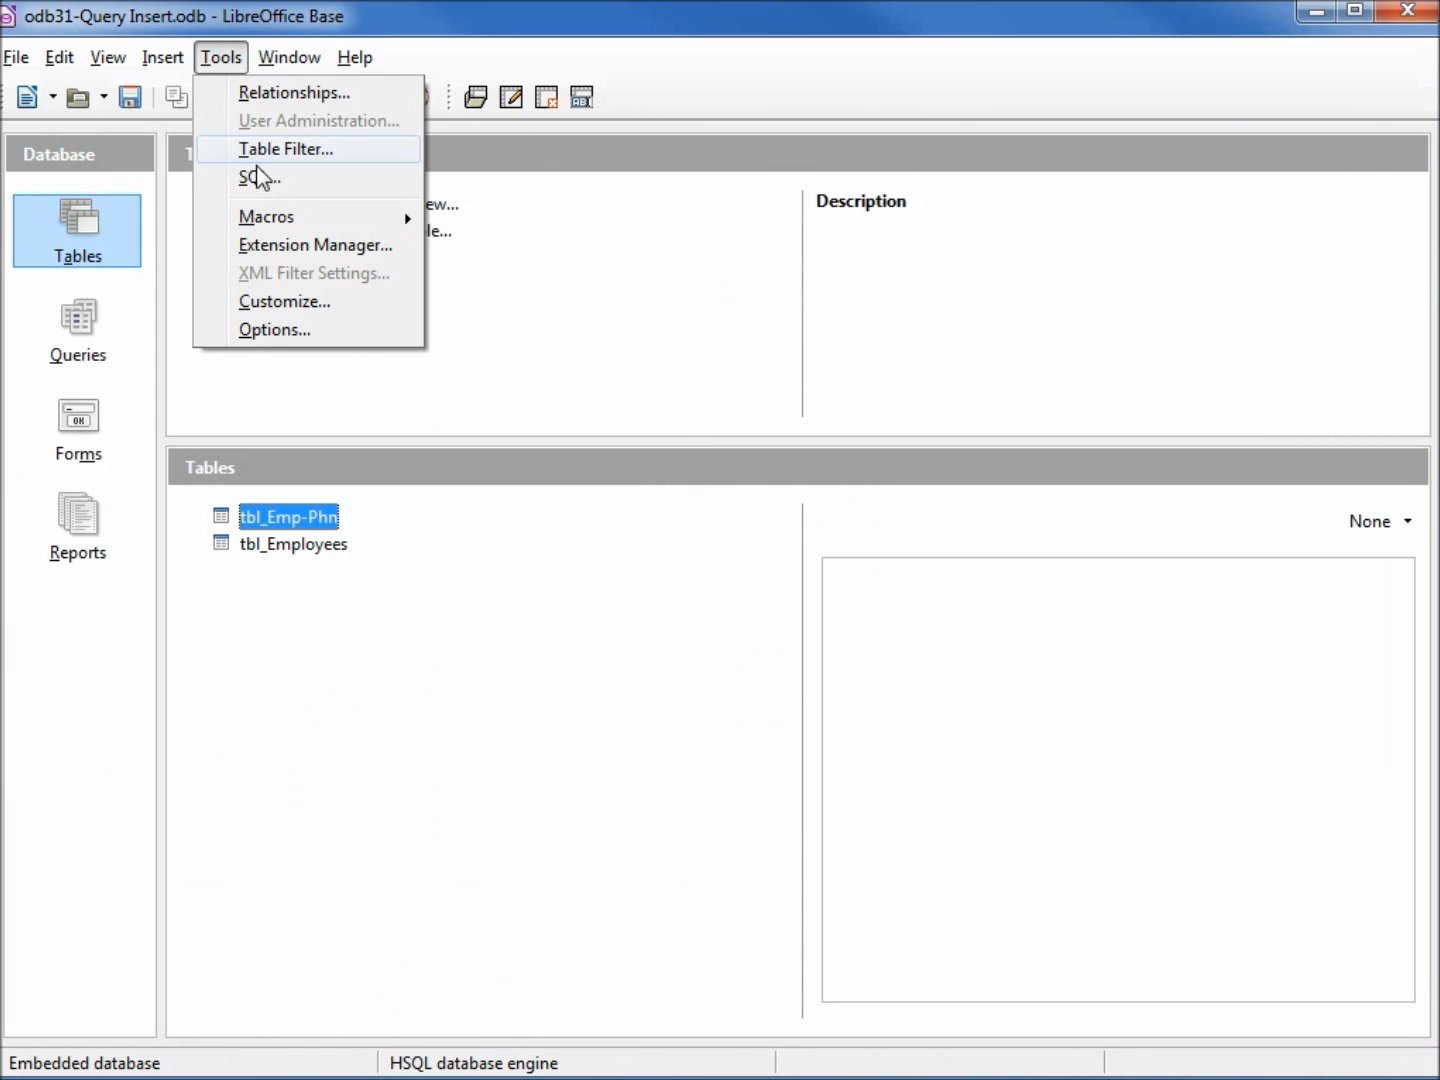 odb31-Query Insert.odb - LibreOffice Base
File Edit View Insert Tools Window Help
Relationships...
User Administration...
Table Filter...
Macros
Extension Manager...
XML Filter Settings...
Customize...
Options...
Database
Tables
Queries
Forms
Reports
ew...
le...
Description
Tables
tbl_Emp-Phn
tbl_Employees
None
Embedded database HSQL database engine